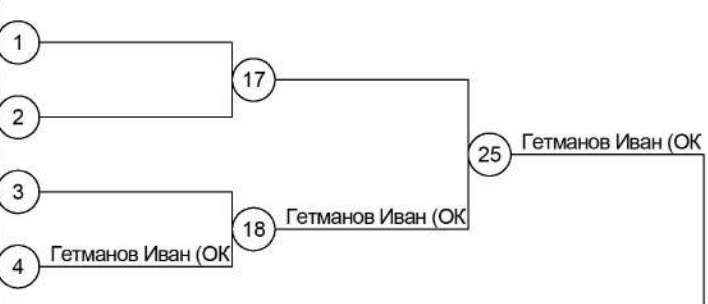 1
17
2
25 Гетманов Иван (ОК
3
18 Гетманов Иван (ОК
4 Гетманов Иван (ОК